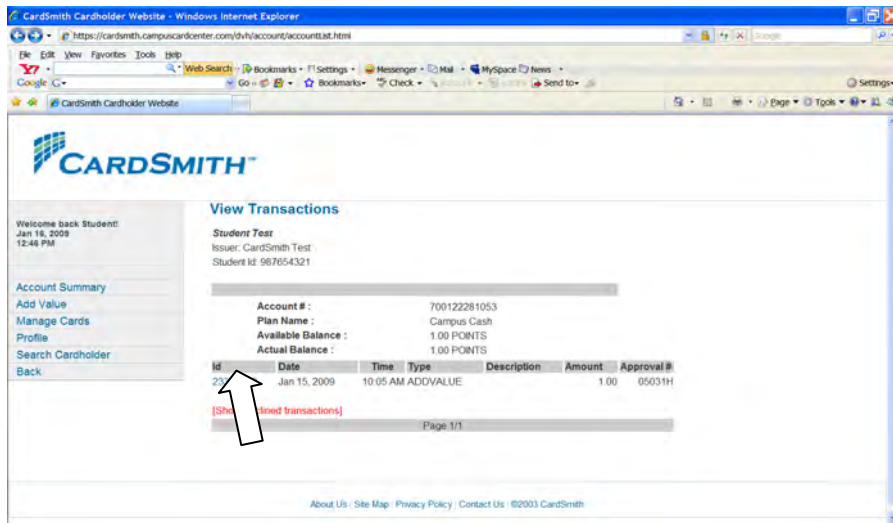 CardSmith Cardholder Website - Windows Internet Explorer
https://cardsmith.campuscardcenter.com/dvh/account/accountList.html
File Edit View Favorites Tools Help
Web Search Bookmarks Settings Messenger Mail MySpace News
Google G Go Bookmarks Check Send to Settings
CardSmith Cardholder Website Page Tools
CARDSMITH
Welcome back Student!
Jan 16, 2009
12:46 PM
Account Summary
Add Value
Manage Cards
Profile
Search Cardholder
Back
View Transactions
Student Test
Issuer: CardSmith Test
Student Id: 987654321
Account # : 700122281053
Plan Name : Campus Cash
Available Balance : 1.00 POINTS
Actual Balance : 1.00 POINTS
Id Date Time Type Description Amount Approval #
Jan 15, 2009 10:05 AM ADDVALUE 1.00 05031H
transactions]
Page 1/1
About Us | Site Map | Privacy Policy | Contact Us | ©2003 CardSmith